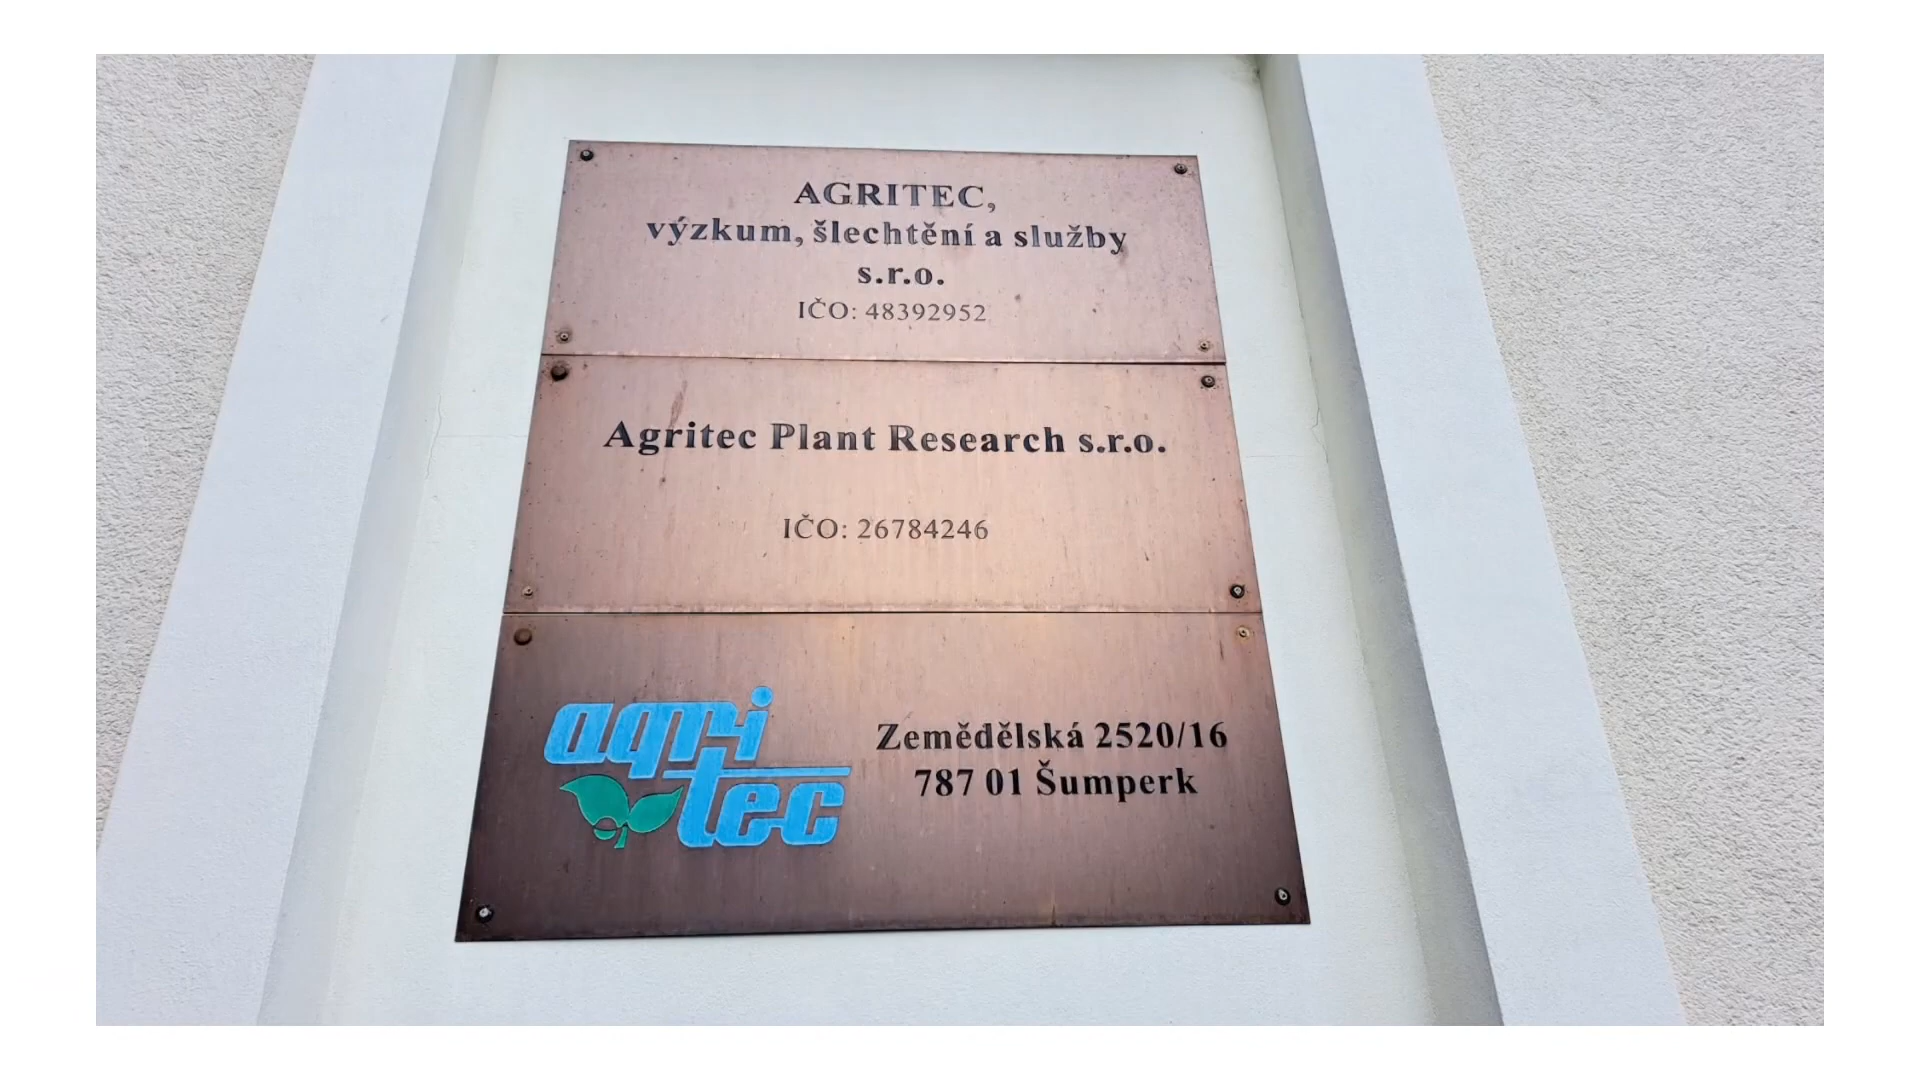 AGRITEC,
výzkum, šlechtění a služby
s.r.o.
IČO: 48392952
Agritec Plant Research s.r.o.
IČO: 26784246
agri
tec
Zemědělská 2520/16
787 01 Šumperk